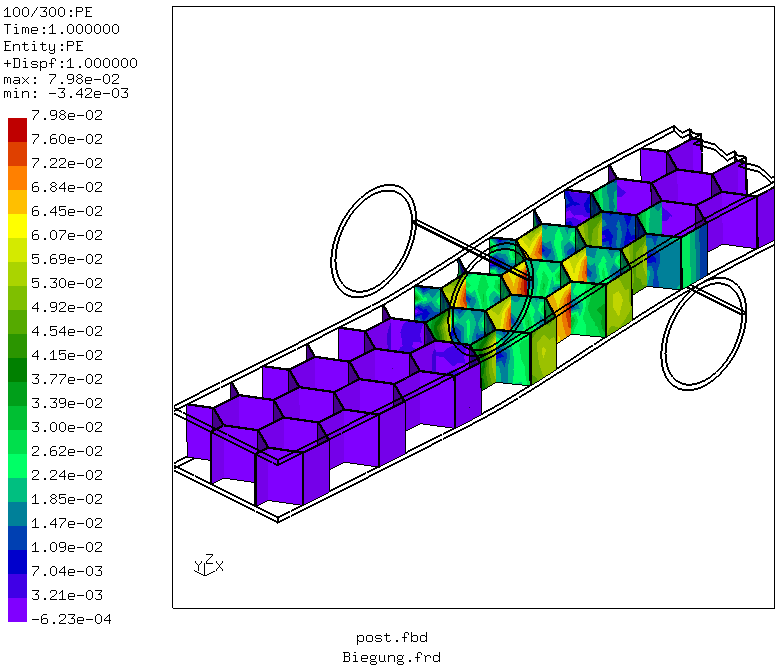 100/300:PE
Time:1.000000
Entity:PE
+Dispf:1.000000
max: 7.98e-02
min: -3.42e-03
7.98e-02
7.60e-02
7.22e-02
6.84e-02
6.45e-02
6.07e-02
5.69e-02
5.30e-02
4.92e-02
4.54e-02
4.15e-02
3.77e-02
3.39e-02
3.00e-02
2.62e-02
2.24e-02
1.85e-02
1.47e-02
1.09e-02
7.04e-03
3.21e-03
-6.23e-04
Y Z X
post.fbd
Biegung.frd